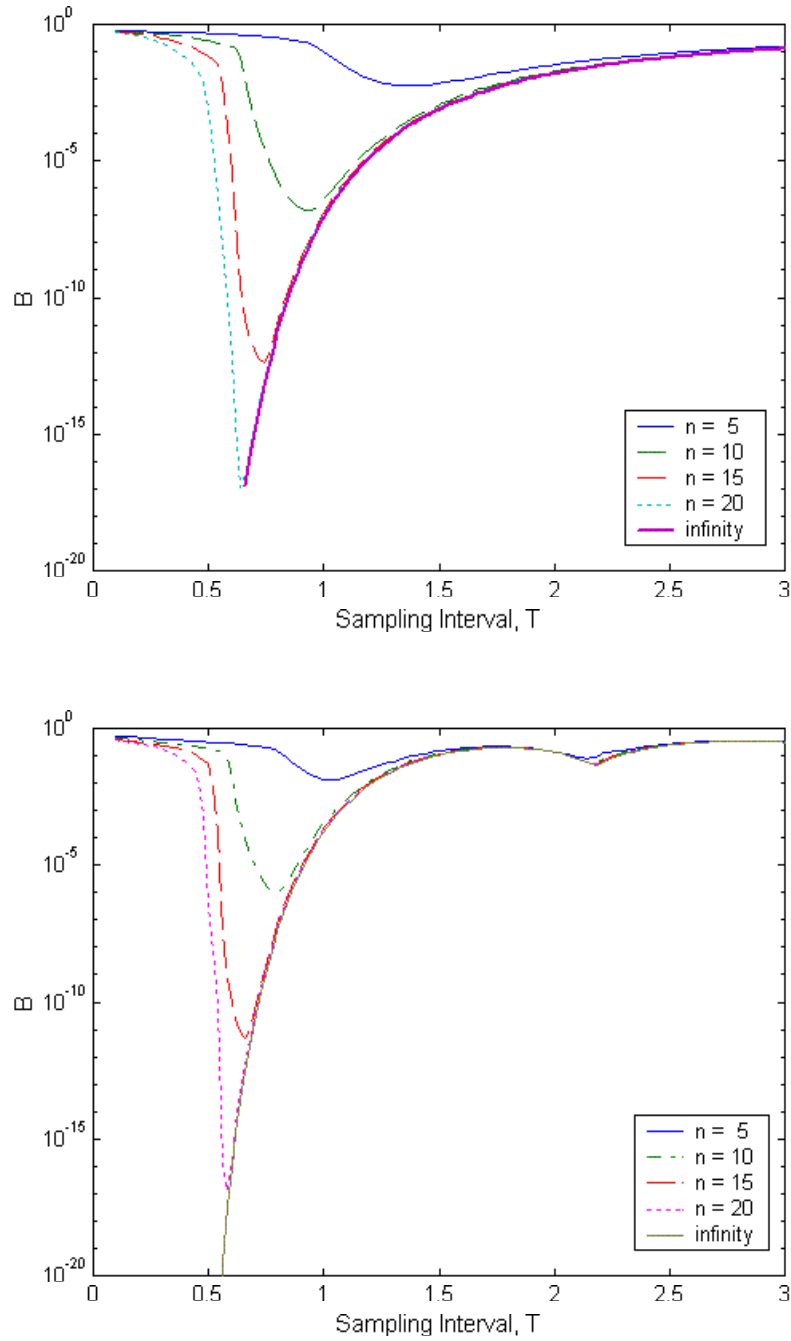 10^0
10^-5
10^-10
10^-15
10^-20
B
0 0.5 1 1.5 2 2.5 3
Sampling Interval, T
n = 5
n = 10
n = 15
n = 20
infinity
10^0
10^-5
10^-10
10^-15
10^-20
B
0 0.5 1 1.5 2 2.5 3
Sampling Interval, T
n = 5
n = 10
n = 15
n = 20
infinity